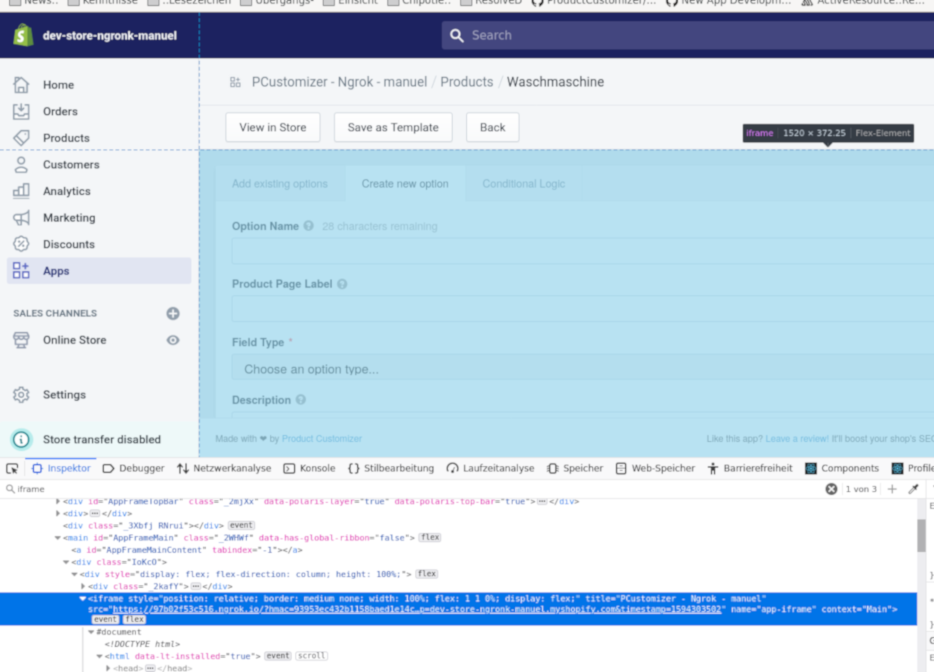 News..
Kenntnisse
..Lesezeichen
Übergangs-
Einsicht
Chipotle..
ResolveD
ProductCustomizer/...
New App Developm...
ActiveResource::Re...
dev-store-ngronk-manuel
Search
Home
Orders
Products
Customers
Analytics
Marketing
Discounts
Apps
SALES CHANNELS
Online Store
Settings
Store transfer disabled
PCustomizer - Ngrok - manuel / Products / Waschmaschine
View in Store
Save as Template
Back
iframe 1520 × 372.25 Flex-Element
Add existing options
Create new option
Conditional Logic
Option Name 28 characters remaining
Product Page Label
Field Type *
Choose an option type...
Description
Made with ❤ by Product Customizer
Like this app? Leave a review! It'll boost your shop's SEO
Inspektor
Debugger
Netzwerkanalyse
Konsole
{} Stilbearbeitung
Laufzeitanalyse
Speicher
Web-Speicher
Barrierefreiheit
Components
Profile
iframe
1 von 3
<div id="AppFrameTopBar" class="_2mjXx" data-polaris-layer="true" data-polaris-top-bar="true"></div>
<div></div>
<div class="_3Xbfj RNrui"></div> event
<main id="AppFrameMain" data-has-global-ribbon="false"> flex
<a id="AppFrameMainContent" tabindex="-1"></a>
<div class="IoKcO">
<div style="display: flex; flex-direction: column; height: 100%;"> flex
<div class="_2kafY"></div>
<iframe style="position: relative; border: medium none; width: 100%; flex: 1 1 0%; display: flex;" title="PCustomizer - Ngrok - manuel"
src="https://97b02f53c516.ngrok.io/?hmac=93953ec432b1158baed1e14c…p=dev-store-ngronk-manuel.myshopify.com&timestamp=1594303502" name="app-iframe" context="Main">
event flex
#document
<!DOCTYPE html>
<html data-lt-installed="true"> event scroll
<head></head>